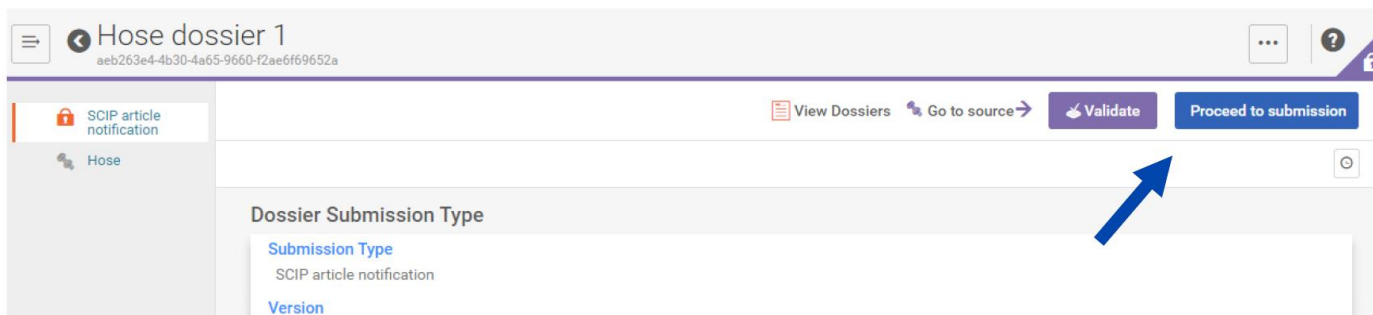 Hose dossier 1
aeb263e4-4b30-4a65-9660-f2ae6f69652a
SCIP article
notification
Hose
View Dossiers Go to source Validate Proceed to submission
Dossier Submission Type
Submission Type
SCIP article notification
Version